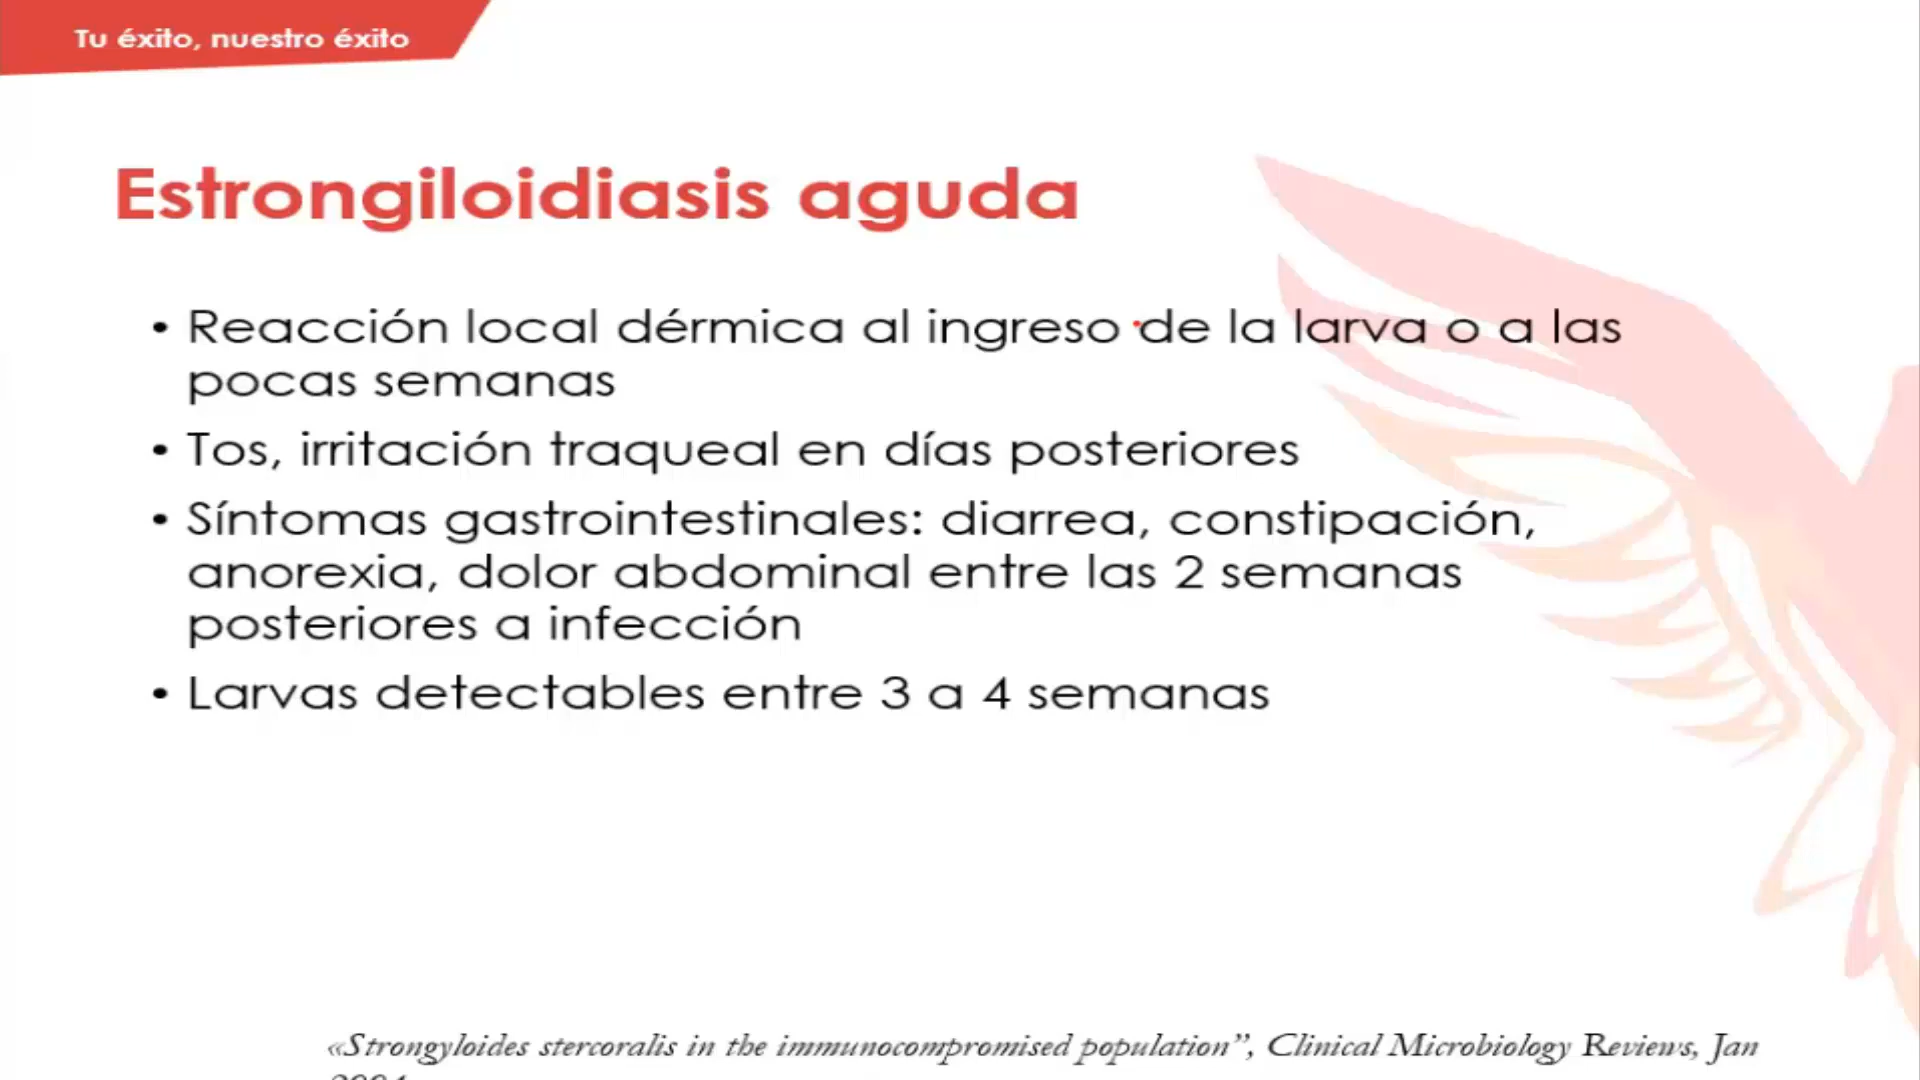 Tu éxito, nuestro éxito
Estrongiloidiasis aguda
• Reacción local dérmica al ingreso de la larva o a las
pocas semanas
• Tos, irritación traqueal en días posteriores
• Síntomas gastrointestinales: diarrea, constipación,
anorexia, dolor abdominal entre las 2 semanas
posteriores a infección
• Larvas detectables entre 3 a 4 semanas
«Strongyloides stercoralis in the immunocompromised population”, Clinical Microbiology Reviews, Jan